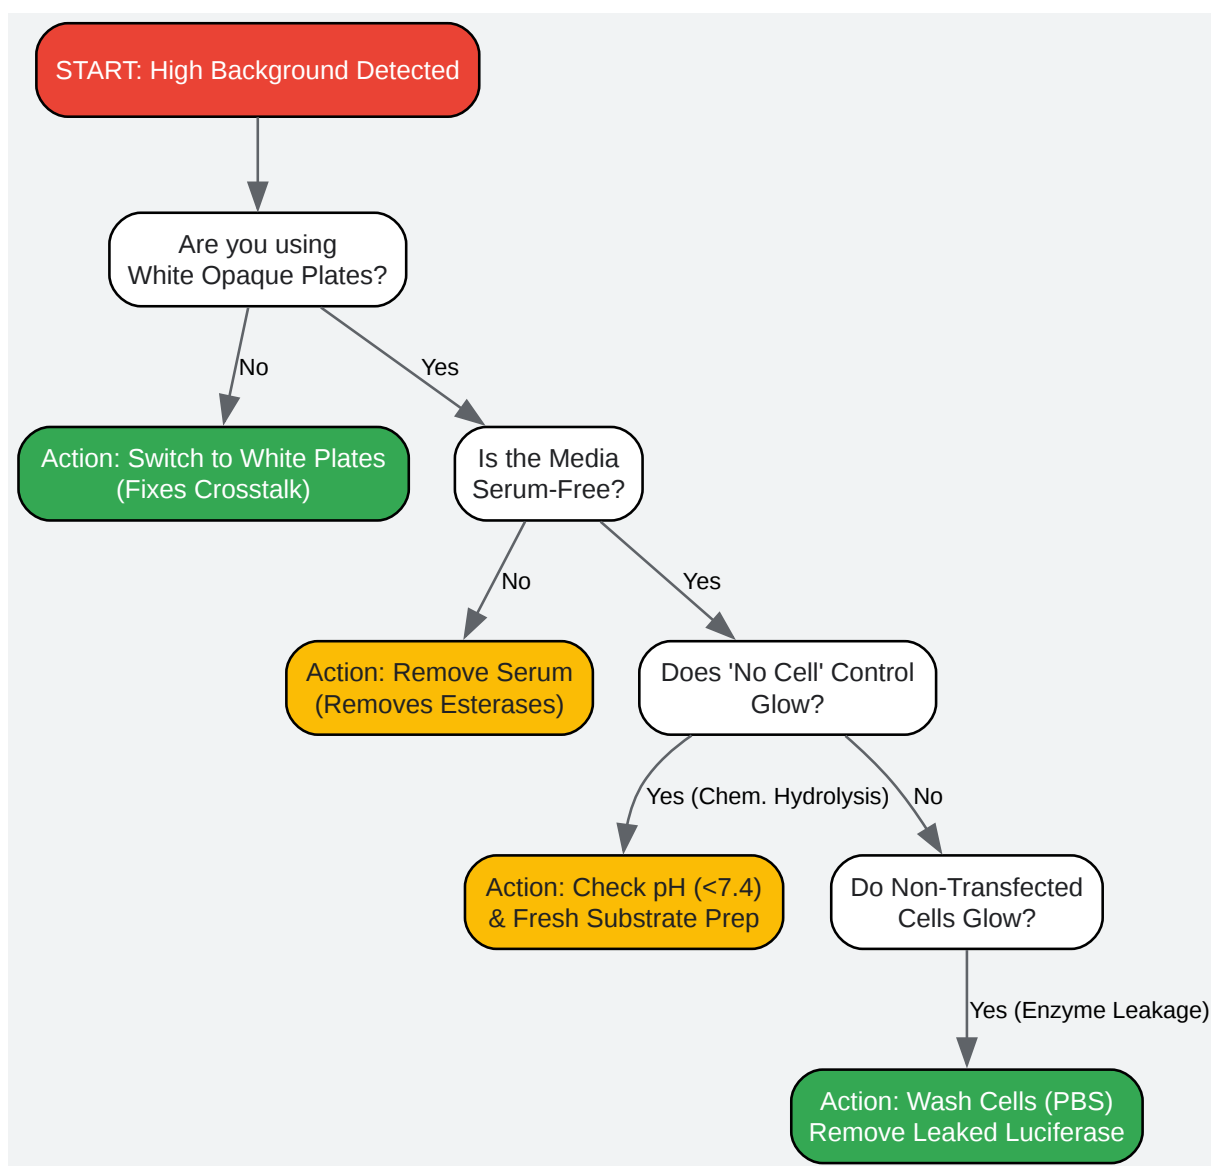 START: High Background Detected
Are you using
White Opaque Plates?
No
Yes
Action: Switch to White Plates
(Fixes Crosstalk)
Is the Media
Serum-Free?
No
Yes
Action: Remove Serum
(Removes Esterases)
Does 'No Cell' Control
Glow?
Yes (Chem. Hydrolysis)
No
Action: Check pH (<7.4)
& Fresh Substrate Prep
Do Non-Transfected
Cells Glow?
Yes (Enzyme Leakage)
Action: Wash Cells (PBS)
Remove Leaked Luciferase